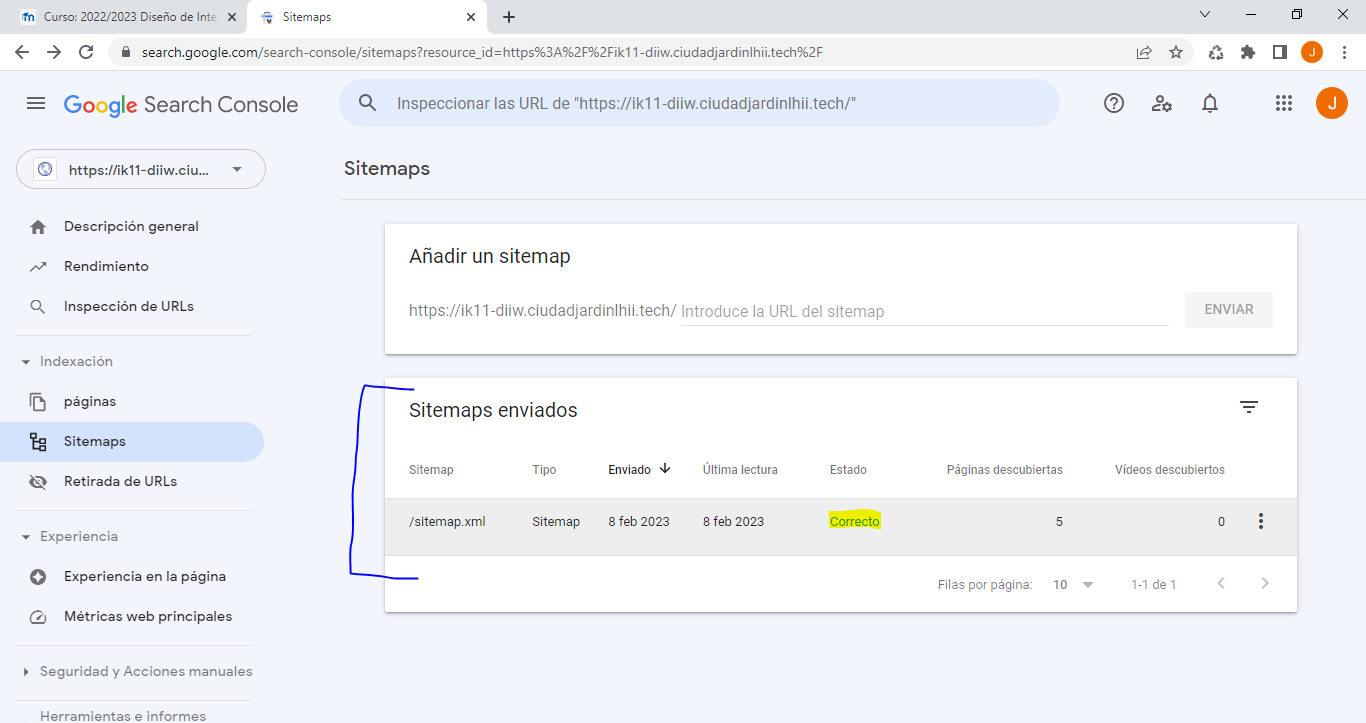 Curso: 2022/2023 Diseño de Inte
Sitemaps
search.google.com/search-console/sitemaps?resource_id=https%3A%2F%2Fik11-diiw.ciudadjardinlhii.tech%2F
J
Google Search Console
Inspeccionar las URL de "https://ik11-diiw.ciudadjardinlhii.tech/"
J
https://ik11-diiw.ciu...
Sitemaps
Descripción general
Rendimiento
Inspección de URLs
Indexación
páginas
Sitemaps
Retirada de URLs
Experiencia
Experiencia en la página
Métricas web principales
Seguridad y Acciones manuales
Herramientas e informes
Añadir un sitemap
https://ik11-diiw.ciudadjardinlhii.tech/ Introduce la URL del sitemap ENVIAR
Sitemaps enviados
Sitemap Tipo Enviado Última lectura Estado Páginas descubiertas Vídeos descubiertos
/sitemap.xml Sitemap 8 feb 2023 8 feb 2023 Correcto 5 0
Filas por página: 10 1-1 de 1